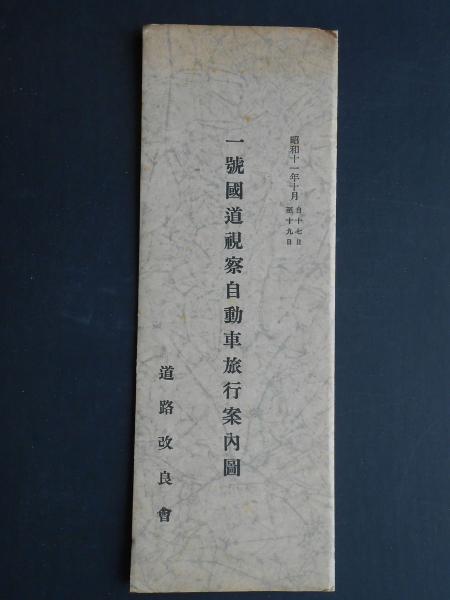 昭和十一年十月 自十七日
至十九日
一號國道視察自動車旅行案內圖
道路改良會